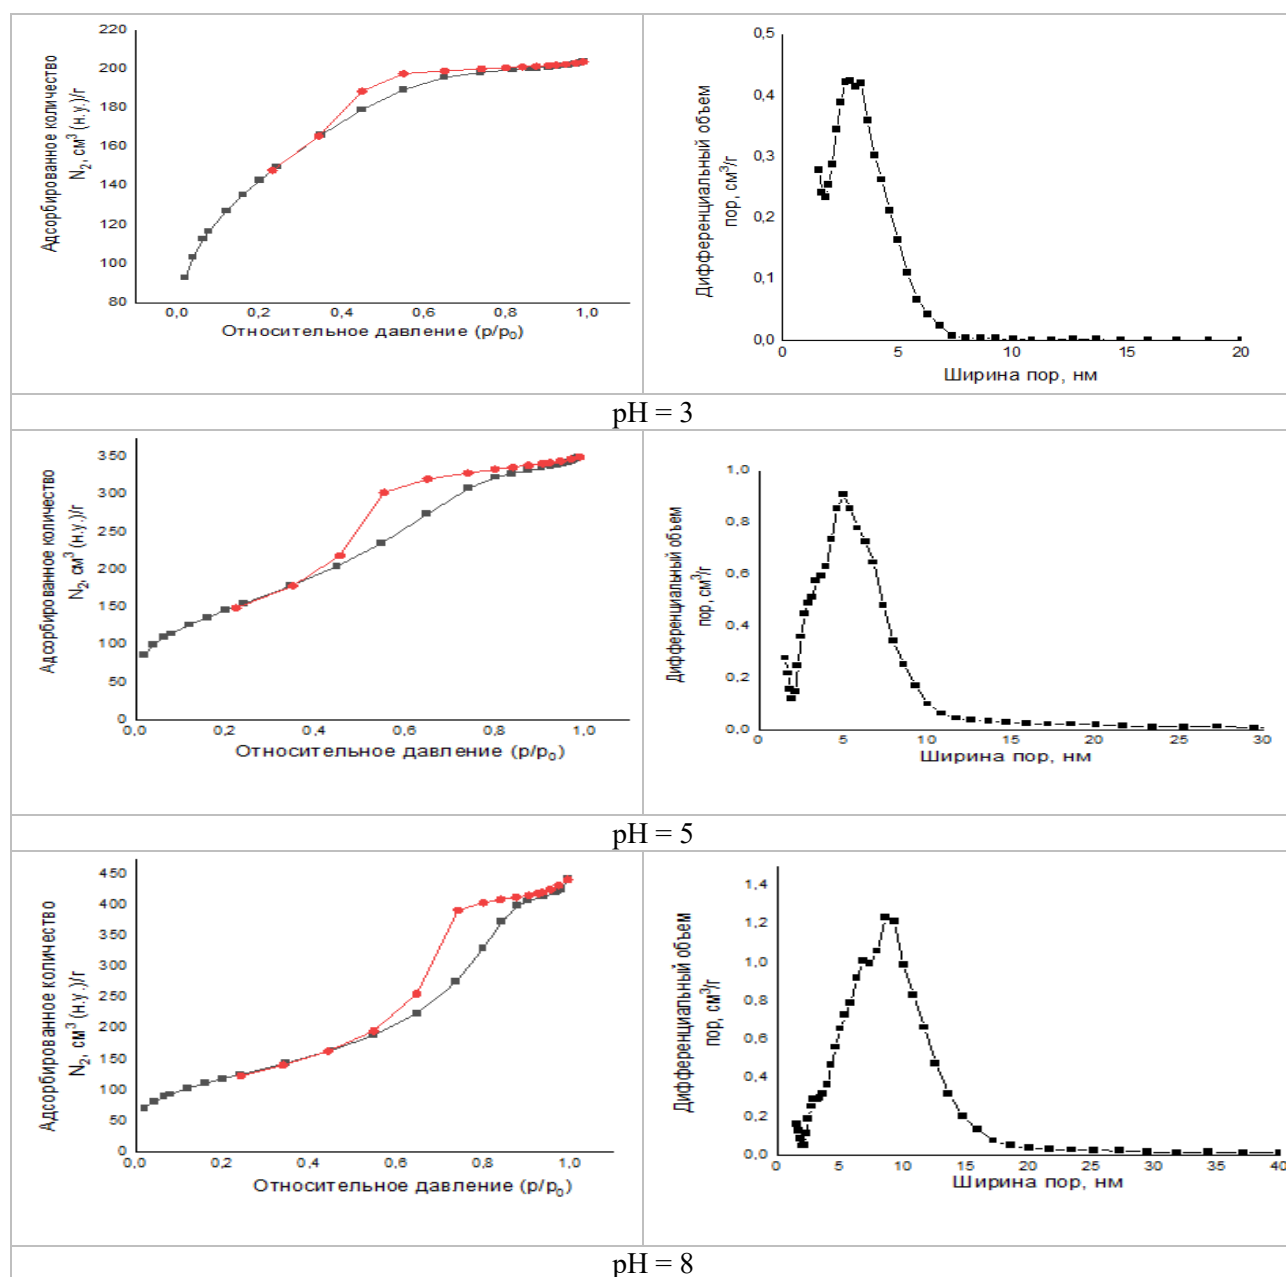 Адсорбированное количество
N₂, см³ (н.у.)/г
220
200
180
160
140
120
100
80
0,0 0,2 0,4 0,6 0,8 1,0
Относительное давление (p/p₀)
Дифференциальный объем
пор, см³/г
0,5
0,4
0,3
0,2
0,1
0,0
0 5 10 15 20
Ширина пор, нм
pH = 3
Адсорбированное количество
N₂, см³ (н.у.)/г
350
300
250
200
150
100
50
0
0,0 0,2 0,4 0,6 0,8 1,0
Относительное давление (p/p₀)
Дифференциальный объем
пор, см³/г
1,0
0,8
0,6
0,4
0,2
0,0
0 5 10 15 20 25 30
Ширина пор, нм
pH = 5
Адсорбированное количество
N₂, см³ (н.у.)/г
450
400
350
300
250
200
150
100
50
0
0,0 0,2 0,4 0,6 0,8 1,0
Относительное давление (p/p₀)
Дифференциальный объем
пор, см³/г
1,4
1,2
1,0
0,8
0,6
0,4
0,2
0,0
0 5 10 15 20 25 30 35 40
Ширина пор, нм
pH = 8